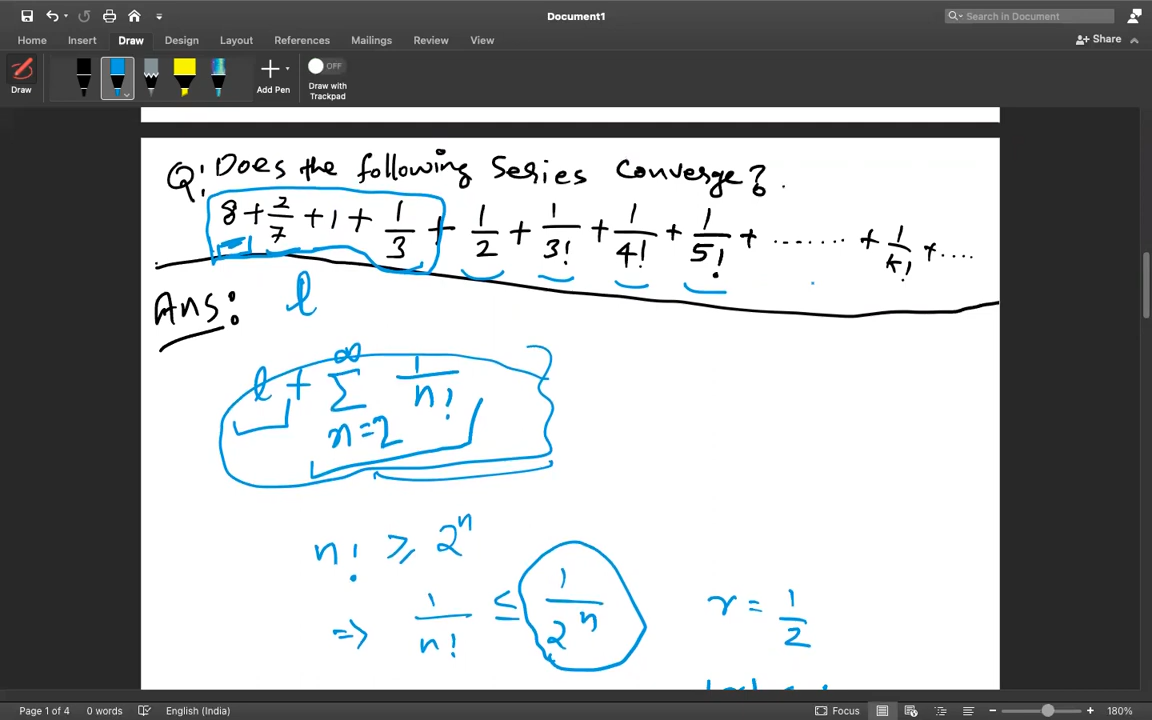 Document1
Search in Document
Home Insert Draw Design Layout References Mailings Review View
Share
Draw
Add Pen
OFF
Draw with
Trackpad
Q: Does the following Series Converge?
8 + 2/7 + 1 + 1/3 + 1/2 + 1/3! + 1/4! + 1/5! + ........ + 1/k! + ....
Ans: l
l + ∞ Σ n=2 1/n!
n! ≥ 2^n
=> 1/n! ≤ 1/2^n r = 1/2
Page 1 of 4 0 words English (India) Focus 180%